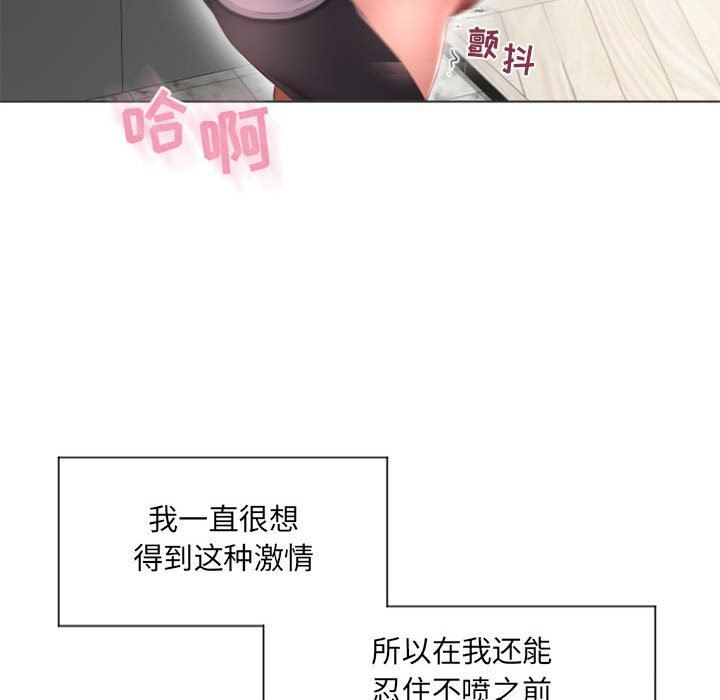 颤抖
哈啊
我一直很想
得到这种激情
所以在我还能
忍住不喷之前